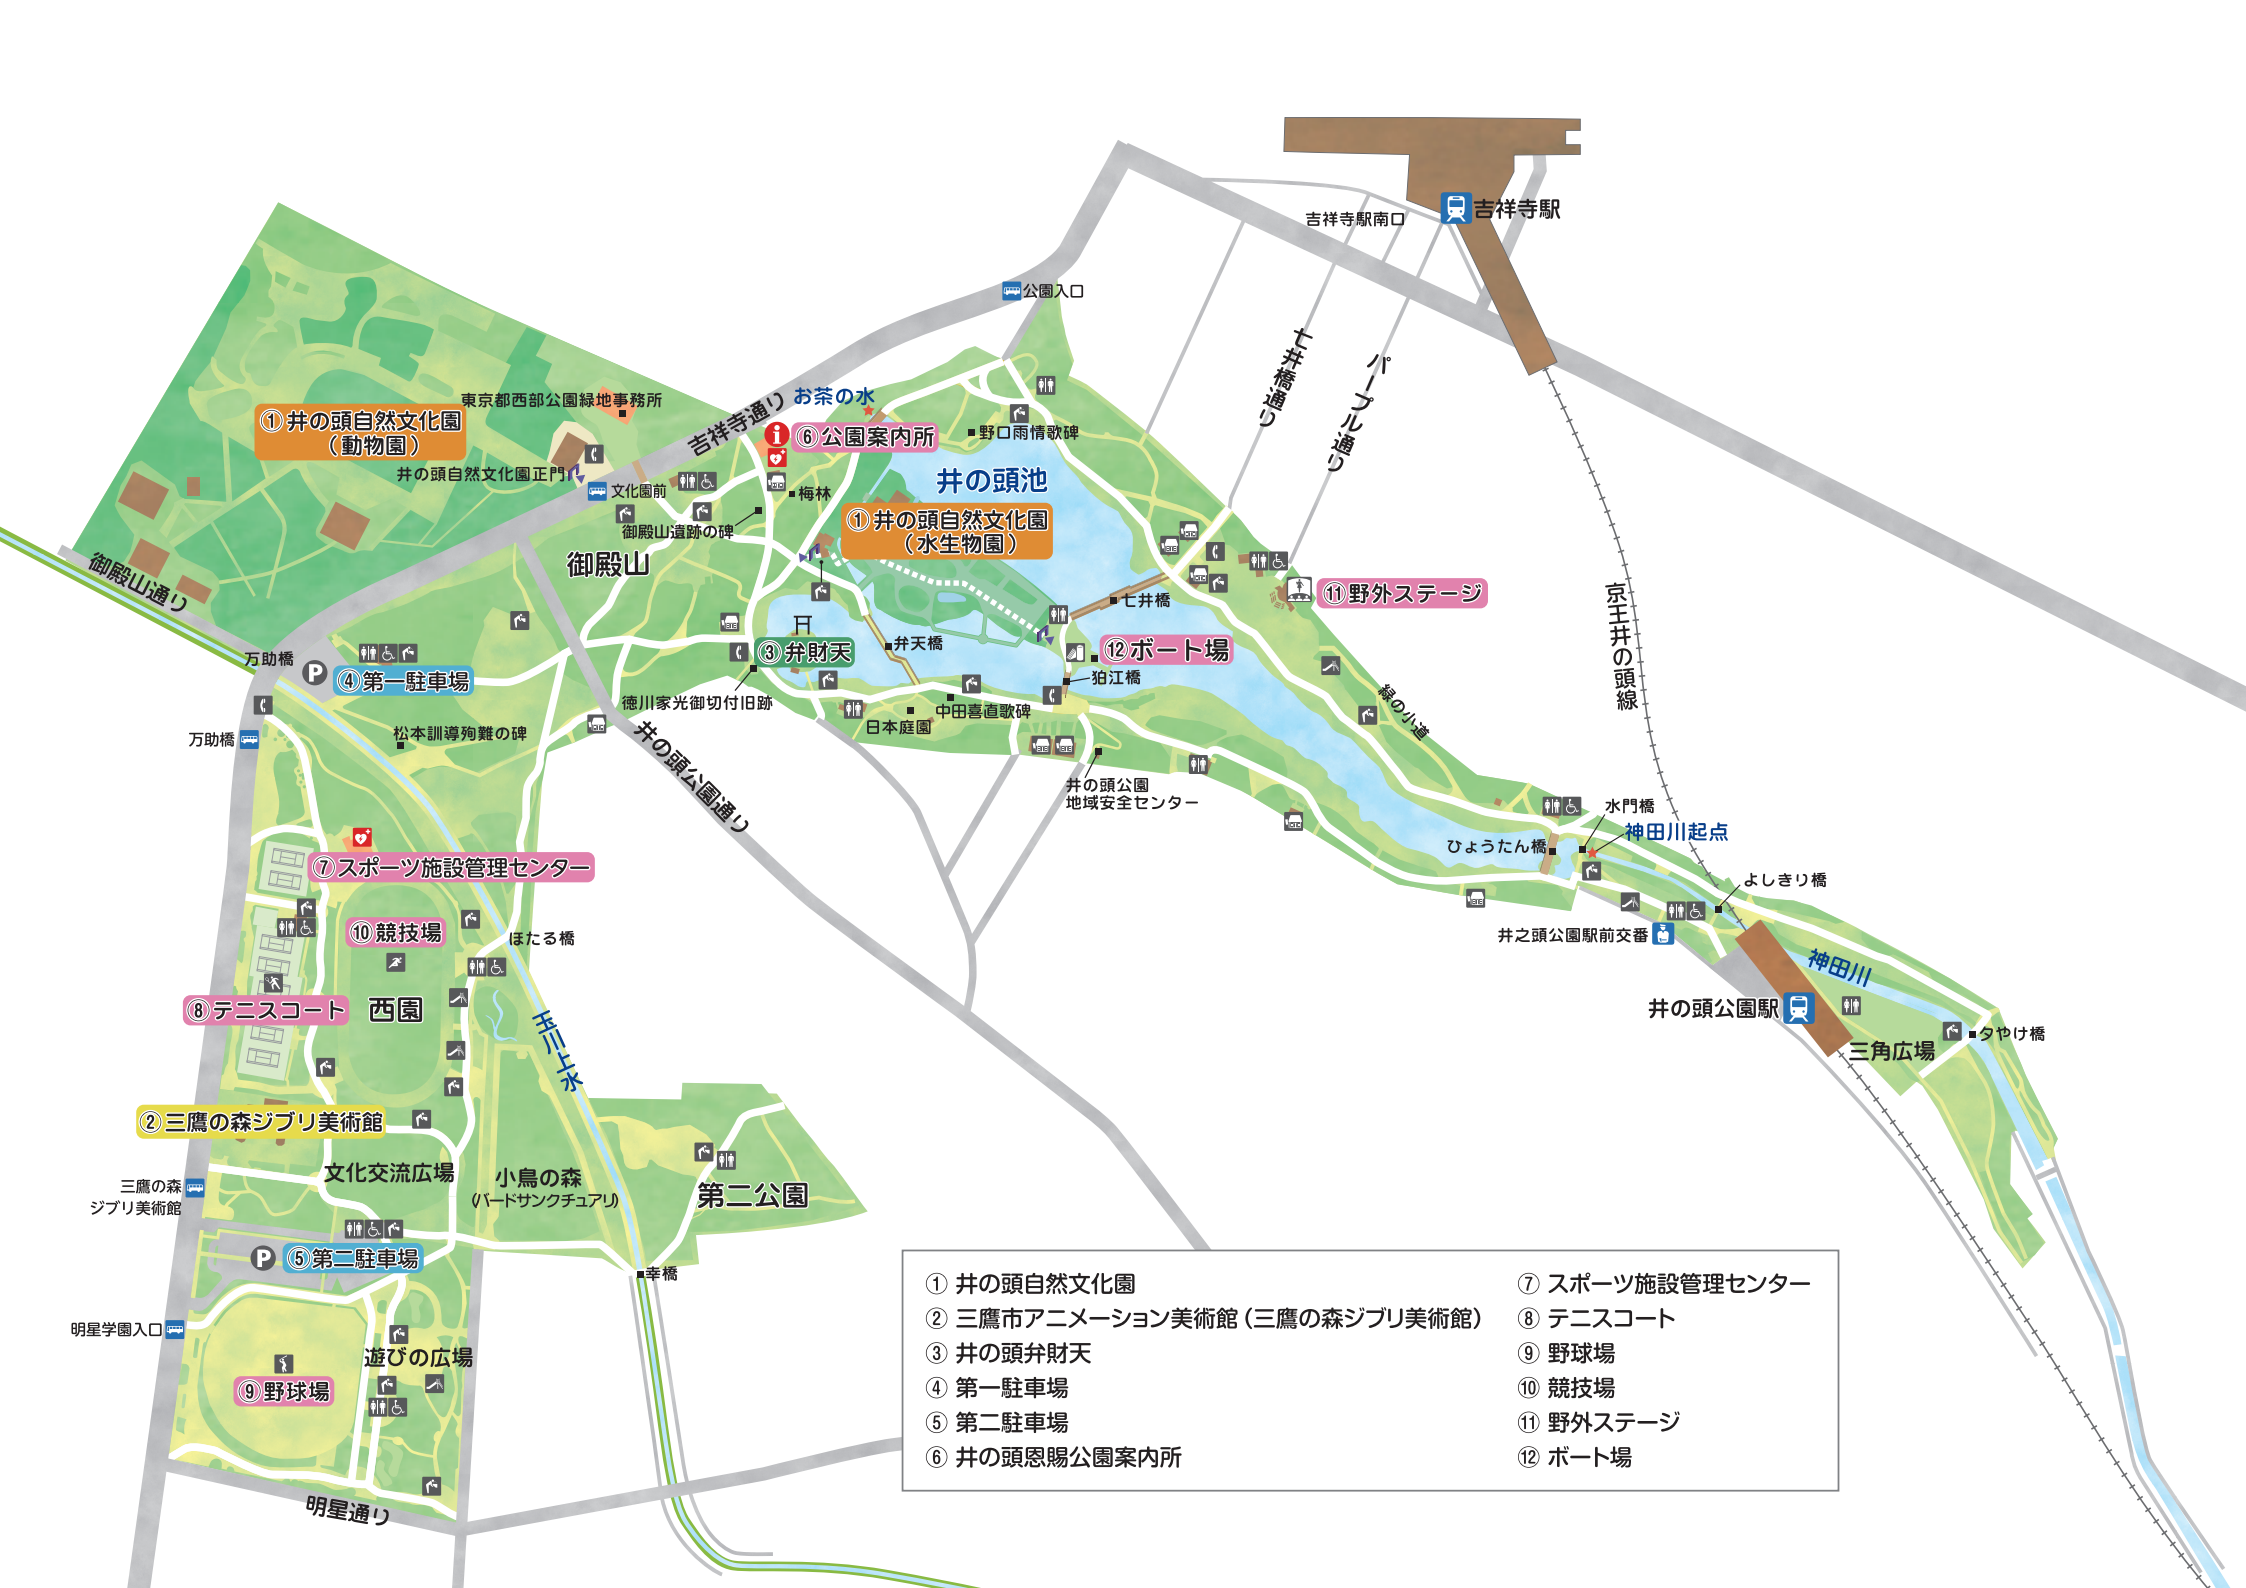 吉祥寺駅
吉祥寺駅南口
公園入口
七井橋通り
パープル通り
お茶の水
吉祥寺通り
東京都西部公園緑地事務所
①井の頭自然文化園
（動物園）
⑥公園案内所
野口雨情歌碑
井の頭自然文化園正門
文化園前
梅林
井の頭池
①井の頭自然文化園
（水生物園）
御殿山遺跡の碑
御殿山
御殿山通り
七井橋
⑪野外ステージ
京王井の頭線
万助橋
P
④第一駐車場
③弁財天
弁天橋
⑫ボート場
狛江橋
徳川家光御切付旧跡
中田喜直歌碑
日本庭園
緑の小道
万助橋
松本訓導殉難の碑
井の頭公園通り
井の頭公園
地域安全センター
水門橋
神田川起点
ひょうたん橋
よしきり橋
⑦スポーツ施設管理センター
⑩競技場
ほたる橋
井之頭公園駅前交番
神田川
⑧テニスコート
西園
玉川上水
井の頭公園駅
三角広場
夕やけ橋
②三鷹の森ジブリ美術館
文化交流広場
小鳥の森
（バードサンクチュアリ）
第二公園
三鷹の森
ジブリ美術館
P
⑤第二駐車場
幸橋
明星学園入口
遊びの広場
⑨野球場
明星通り
① 井の頭自然文化園
② 三鷹市アニメーション美術館（三鷹の森ジブリ美術館）
③ 井の頭弁財天
④ 第一駐車場
⑤ 第二駐車場
⑥ 井の頭恩賜公園案内所
⑦ スポーツ施設管理センター
⑧ テニスコート
⑨ 野球場
⑩ 競技場
⑪ 野外ステージ
⑫ ボート場